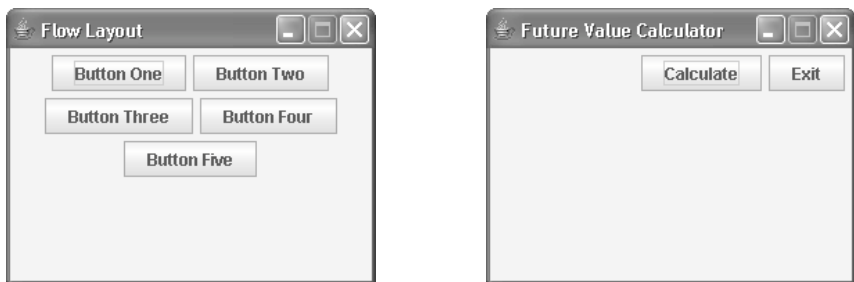 Flow Layout
Button One Button Two
Button Three Button Four
Button Five
Future Value Calculator
Calculate Exit